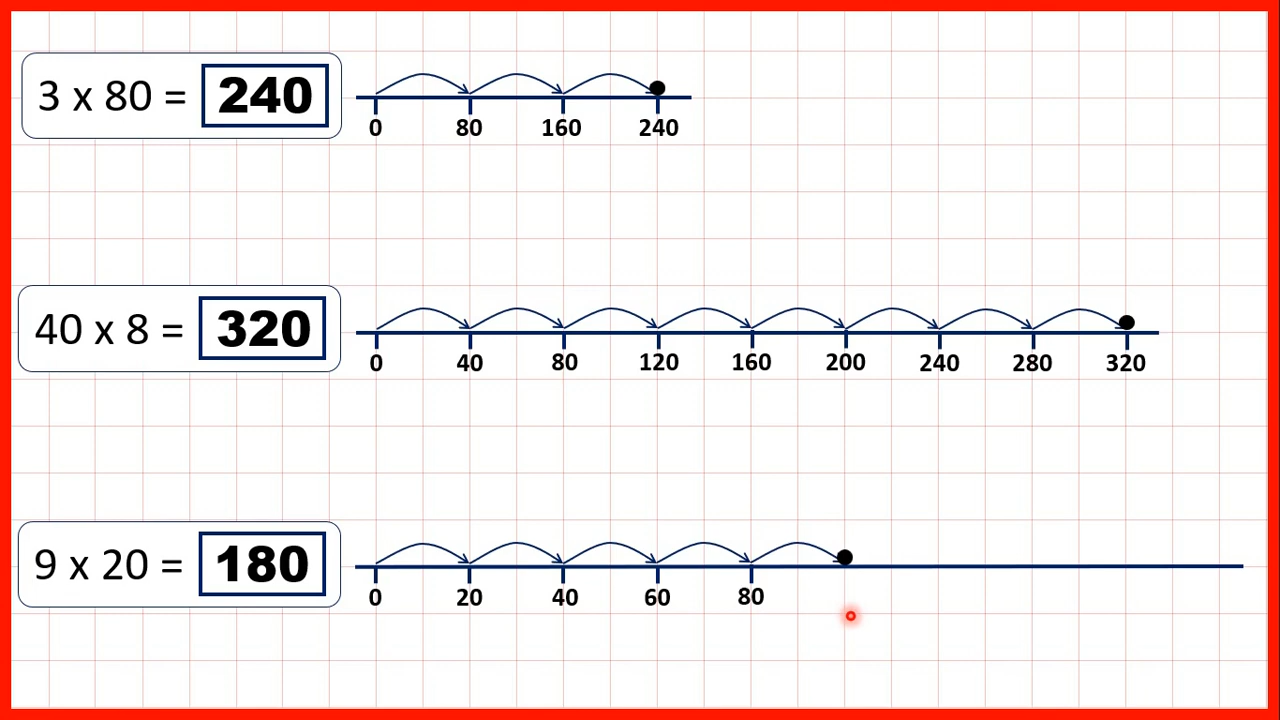 3 x 80 = 240
0 80 160 240
40 x 8 = 320
0 40 80 120 160 200 240 280 320
9 x 20 = 180
0 20 40 60 80